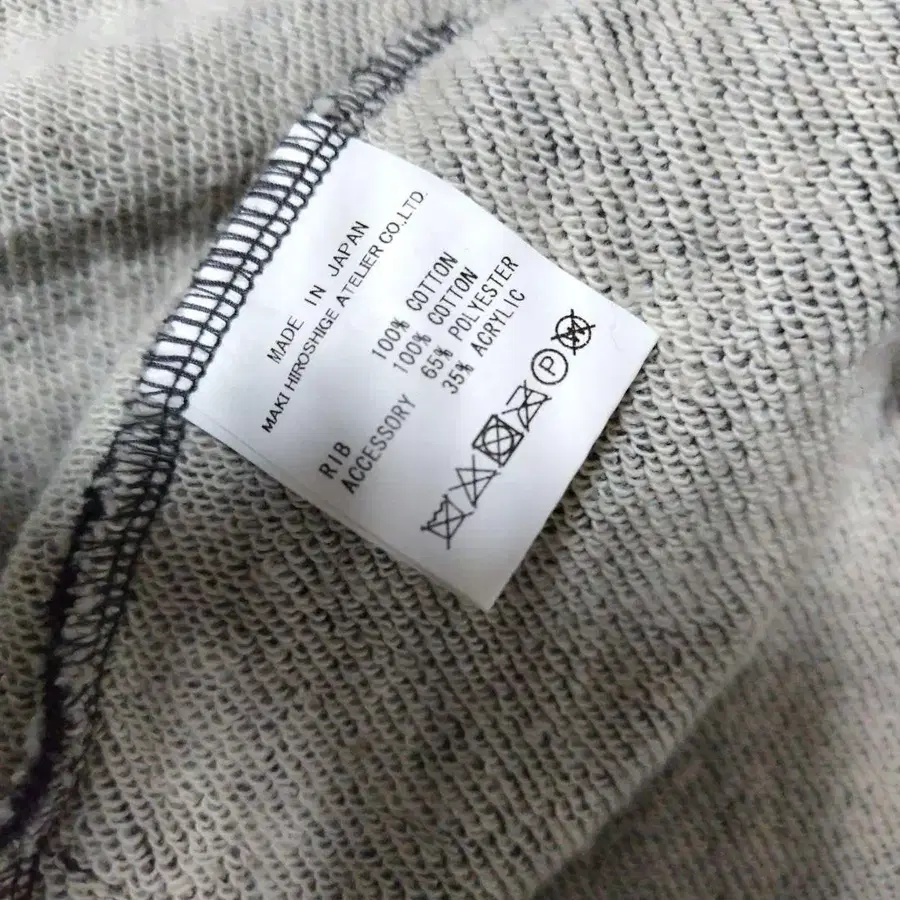 MADE IN JAPAN
MAKI HIROSHIGE ATELIER CO.,LTD.
100% COTTON
RIB 100% COTTON
ACCESSORY 65% POLYESTER
35% ACRYLIC
P
W